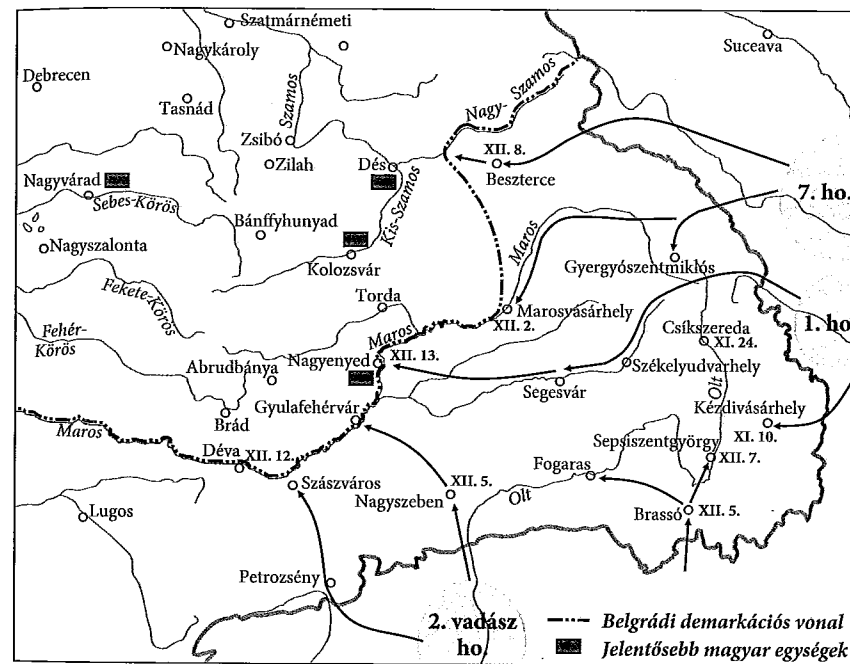 Szatmárnémeti
Nagykároly
Suceava
Debrecen
Tasnád
Szamos
Nagy-Szamos
Zsibó
Zilah
Dés
XII. 8.
Beszterce
7. ho.
Nagyvárad
Sebes-Körös
Bánffyhunyad
Kis-Szamos
Nagyszalonta
Kolozsvár
Maros
Gyergyószentmiklós
Fekete-Körös
Torda
XII. 2.
Marosvásárhely
1. ho.
Fehér-
Körös
Maros
Csíkszereda
XI. 24.
Nagyenyed
XII. 13.
Abrudbánya
Segesvár
Székelyudvarhely
Olt
Gyulafehérvár
Kézdivásárhely
XI. 10.
Brád
Maros
Déva
XII. 12.
Sepsiszentgyörgy
XII. 7.
Szászváros
XII. 5.
Nagyszeben
Fogaras
Olt
Brassó
XII. 5.
Lugos
Petrozsény
2. vadász
ho.
Belgrádi demarkációs vonal
Jelentősebb magyar egységek